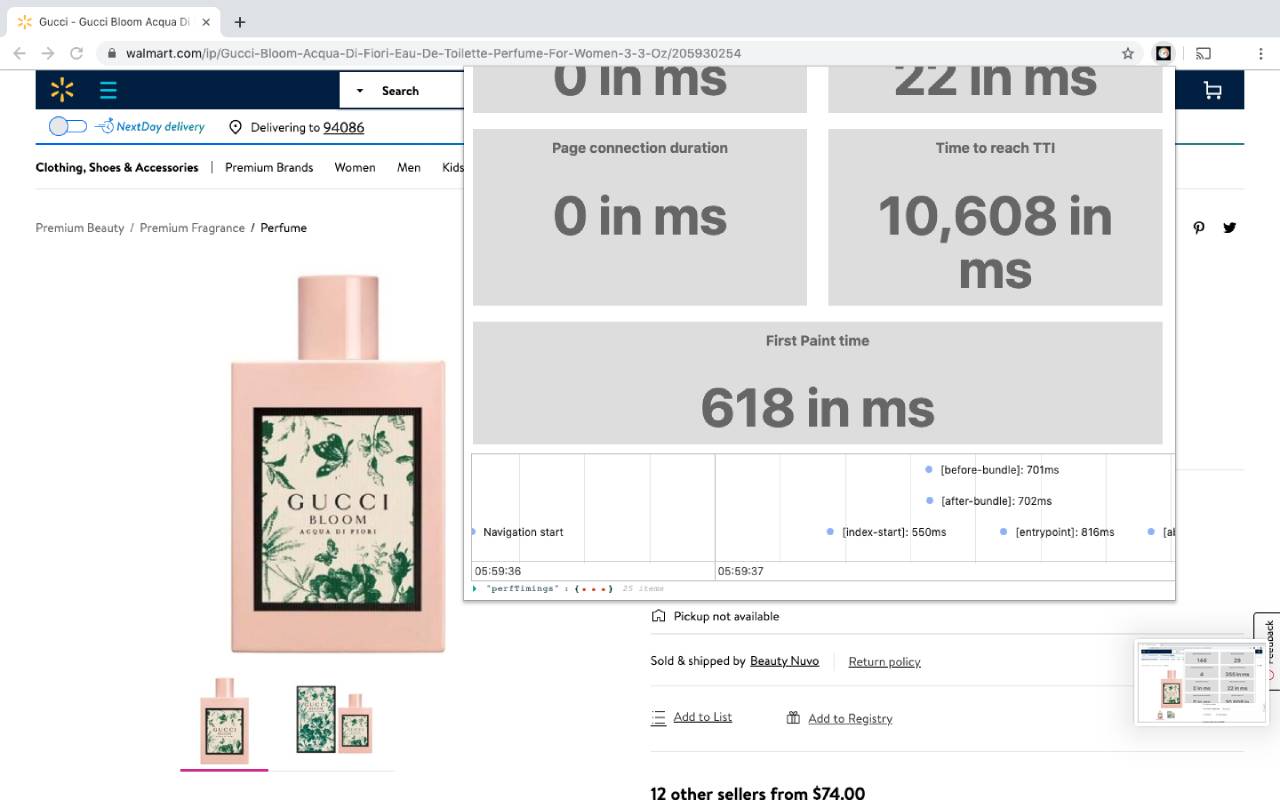 Gucci - Gucci Bloom Acqua Di
walmart.com/ip/Gucci-Bloom-Acqua-Di-Fiori-Eau-De-Toilette-Perfume-For-Women-3-3-Oz/205930254
Search
NextDay delivery
Delivering to 94086
Clothing, Shoes & Accessories | Premium Brands Women Men Kids
Premium Beauty / Premium Fragrance / Perfume
0 in ms
22 in ms
Page connection duration
0 in ms
Time to reach TTI
10,608 in
ms
First Paint time
618 in ms
[before-bundle]: 701ms
[after-bundle]: 702ms
Navigation start
[index-start]: 550ms
[entrypoint]: 816ms
05:59:36
05:59:37
"perfTimings" : {...} 25 items
GUCCI
BLOOM
ACQUA DI FIORI
Pickup not available
Sold & shipped by Beauty Nuvo
Return policy
Add to List
Add to Registry
12 other sellers from $74.00
Feedback